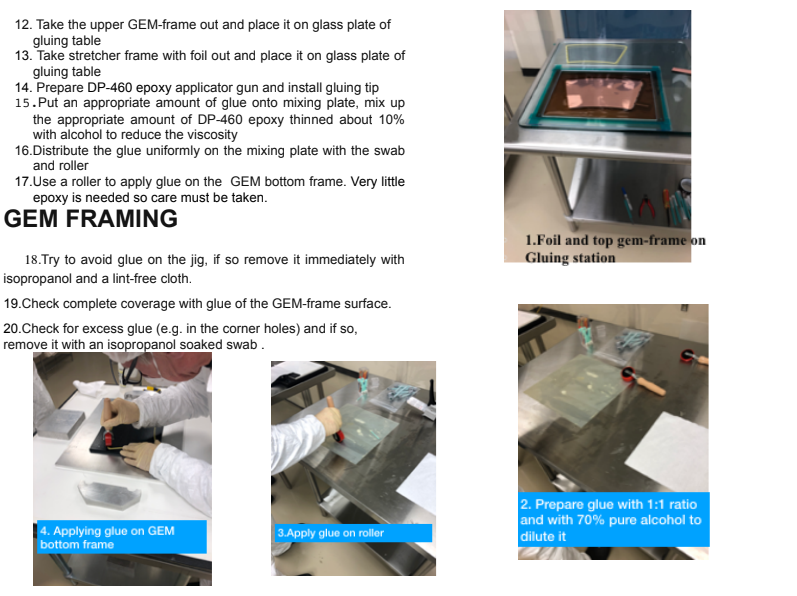 12. Take the upper GEM-frame out and place it on glass plate of
gluing table
13. Take stretcher frame with foil out and place it on glass plate of
gluing table
14. Prepare DP-460 epoxy applicator gun and install gluing tip
15.Put an appropriate amount of glue onto mixing plate, mix up
the appropriate amount of DP-460 epoxy thinned about 10%
with alcohol to reduce the viscosity
16.Distribute the glue uniformly on the mixing plate with the swab
and roller
17.Use a roller to apply glue on the GEM bottom frame. Very little
epoxy is needed so care must be taken.
GEM FRAMING
18.Try to avoid glue on the jig, if so remove it immediately with
isopropanol and a lint-free cloth.
19.Check complete coverage with glue of the GEM-frame surface.
20.Check for excess glue (e.g. in the corner holes) and if so,
remove it with an isopropanol soaked swab .
1.Foil and top gem-frame on
Gluing station
2. Prepare glue with 1:1 ratio
and with 70% pure alcohol to
dilute it
3.Apply glue on roller
4. Applying glue on GEM
bottom frame